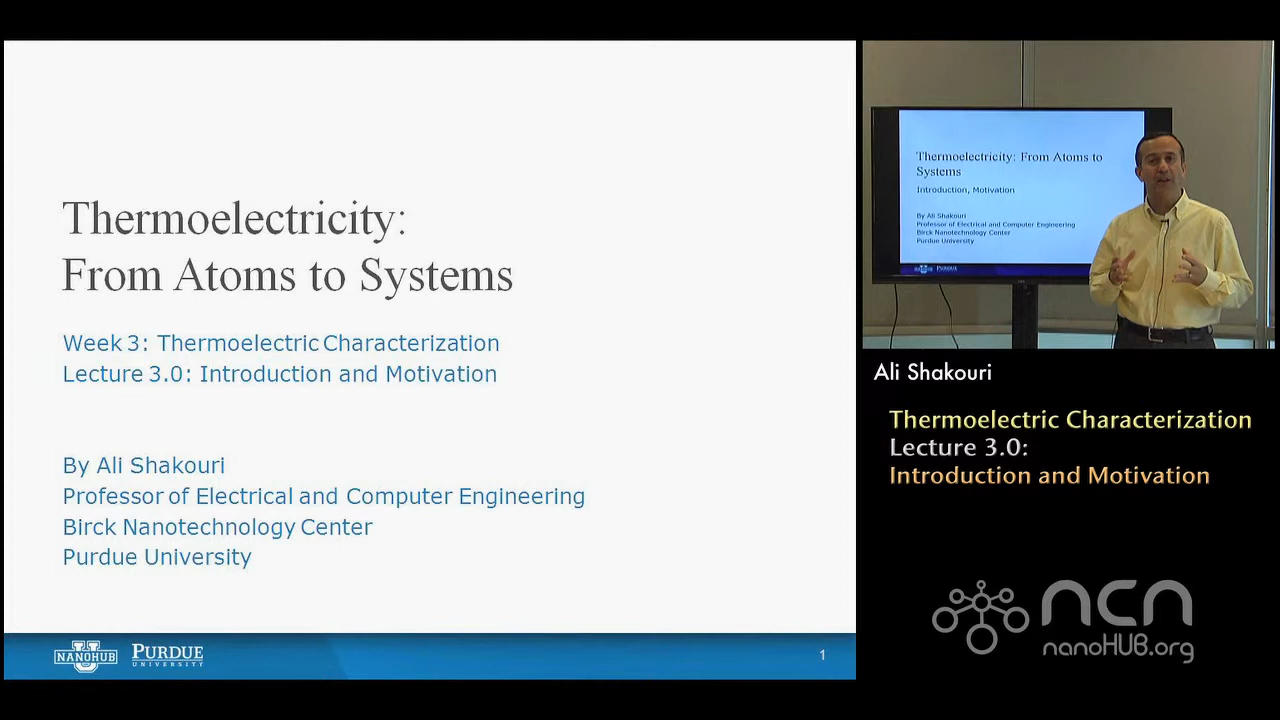 Thermoelectricity:
From Atoms to Systems
Week 3: Thermoelectric Characterization
Lecture 3.0: Introduction and Motivation
By Ali Shakouri
Professor of Electrical and Computer Engineering
Birck Nanotechnology Center
Purdue University
NANOHUB
U
PURDUE
UNIVERSITY
1
Thermoelectricity: From Atoms to
Systems
Introduction, Motivation
By Ali Shakouri
Professor of Electrical and Computer Engineering
Birck Nanotechnology Center
Purdue University
NANOHUB PURDUE
Ali Shakouri
Thermoelectric Characterization
Lecture 3.0:
Introduction and Motivation
ncn
nanoHUB.org